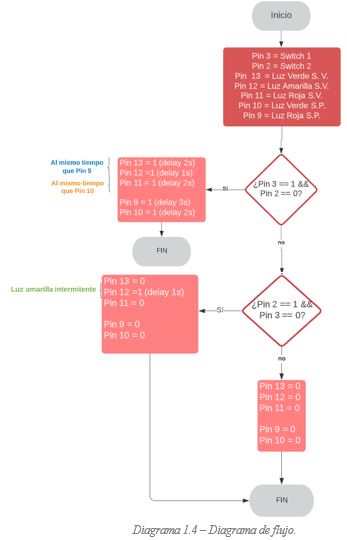 Inicio
Pin 3 = Switch 1
Pin 2 = Switch 2
Pin 13 = Luz Verde S. V.
Pin 12 = Luz Amarilla S.V.
Pin 11 = Luz Roja S.V.
Pin 10 = Luz Verde S.P.
Pin 9 = Luz Roja S.P.
¿Pin 3 == 1 &&
Pin 2 == 0?
Si
Al mismo tiempo
que Pin 9
Al mismo tiempo
que Pin 10
Pin 13 = 1 (delay 2s)
Pin 12 =1 (delay 1s)
Pin 11 = 1 (delay 2s)
Pin 9 = 1 (delay 3s)
Pin 10 = 1 (delay 2s)
FIN
no
¿Pin 2 == 1 &&
Pin 3 == 0?
Sí
Luz amarilla intermitente
Pin 13 = 0
Pin 12 =1 (delay 1s)
Pin 11 = 0
Pin 9 = 0
Pin 10 = 0
no
Pin 13 = 0
Pin 12 = 0
Pin 11 = 0
Pin 9 = 0
Pin 10 = 0
FIN
Diagrama 1.4 – Diagrama de flujo.